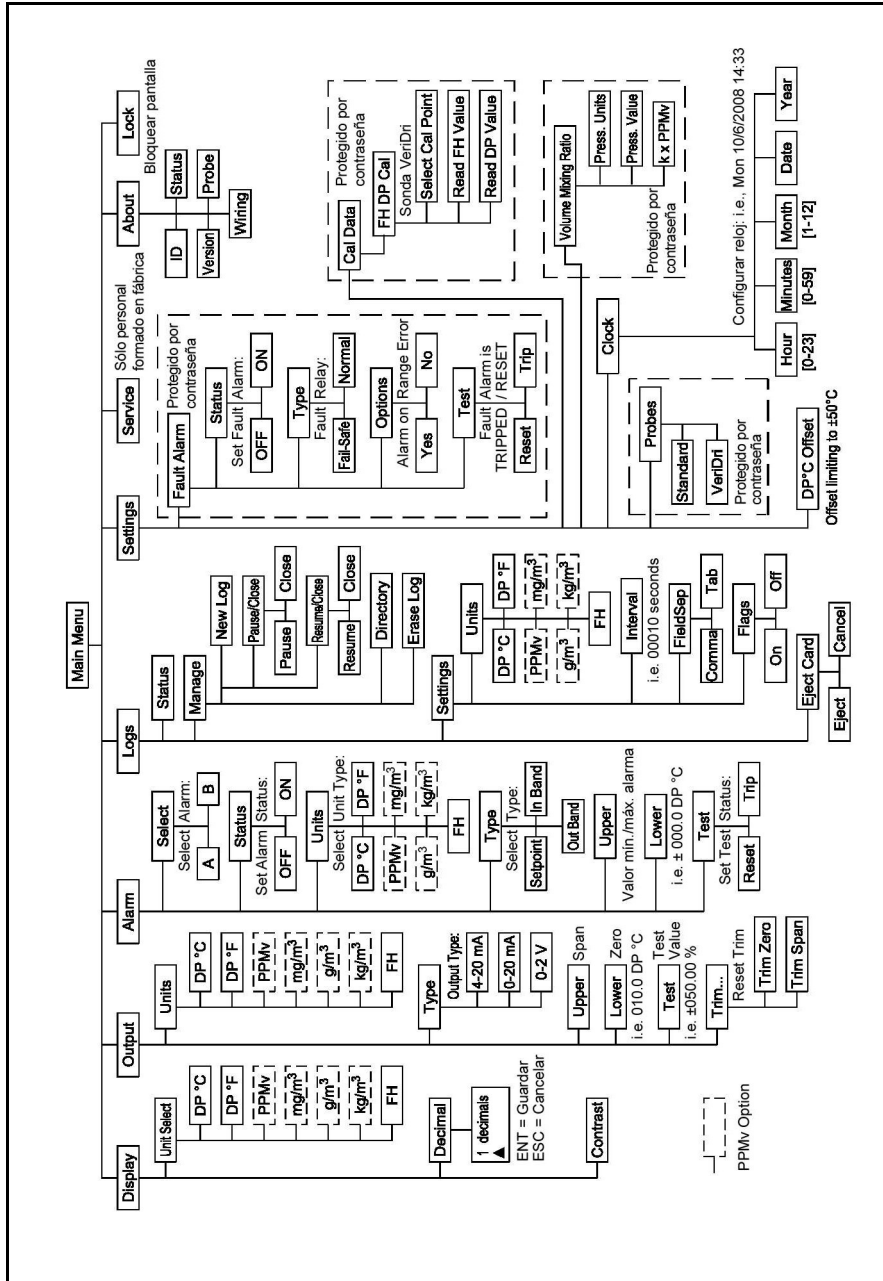 Main Menu
Display
Unit Select
DP °C
DP °F
PPMv
mg/m³
g/m³
kg/m³
FH
Decimal
1 decimals
▲
ENT = Guardar
ESC = Cancelar
Contrast
PPMv Option
Output
Units
DP °C
DP °F
PPMv
mg/m³
g/m³
kg/m³
FH
Type
Output Type:
4-20 mA
0-20 mA
0-2 V
Upper Span
Lower Zero
i.e. 010.0 DP °C
Test Test Value
i.e. ±050.00 %
Trim...
Reset Trim
Trim Zero
Trim Span
Alarm
Select
Select Alarm:
A B
Status
Set Alarm Status:
OFF ON
Units
Select Unit Type:
DP °C DP °F
PPMv mg/m³
g/m³ kg/m³
FH
Type
Select Type:
Setpoint In Band
Out Band
Upper
Valor min./máx. alarma
Lower
i.e. ± 000.0 DP °C
Test
Set Test Status:
Reset Trip
Logs
Status
Manage
New Log
Pause/Close
Pause Close
Resume/Close
Resume Close
Directory
Erase Log
Settings
Units
DP °C DP °F
PPMv mg/m³
g/m³ kg/m³
FH
Interval
i.e. 00010 seconds
FieldSep
Comma Tab
Flags
On Off
Eject Card
Eject Cancel
Settings
Fault Alarm
Protegido por
contraseña
Status
Set Fault Alarm:
OFF ON
Type
Fault Relay:
Fail-Safe Normal
Options
Alarm on Range Error
Yes No
Test
Fault Alarm is
TRIPPED / RESET
Reset Trip
Cal Data
Protegido por
contraseña
FH DP Cal
Sonda VeriDri
Select Cal Point
Read FH Value
Read DP Value
Volume Mixing Ratio
Press. Units
Press. Value
k x PPMv
Protegido por
contraseña
Clock
Configurar reloj: i.e., Mon 10/6/2008 14:33
Hour Minutes Month Date Year
[0-23] [0-59] [1-12]
Probes
Standard
VeriDri
Protegido por
contraseña
DP°C Offset
Offset limiting to ±50°C
Service
Sólo personal
formado en fábrica
About
ID Status
Version Probe
Wiring
Lock
Bloquear pantalla